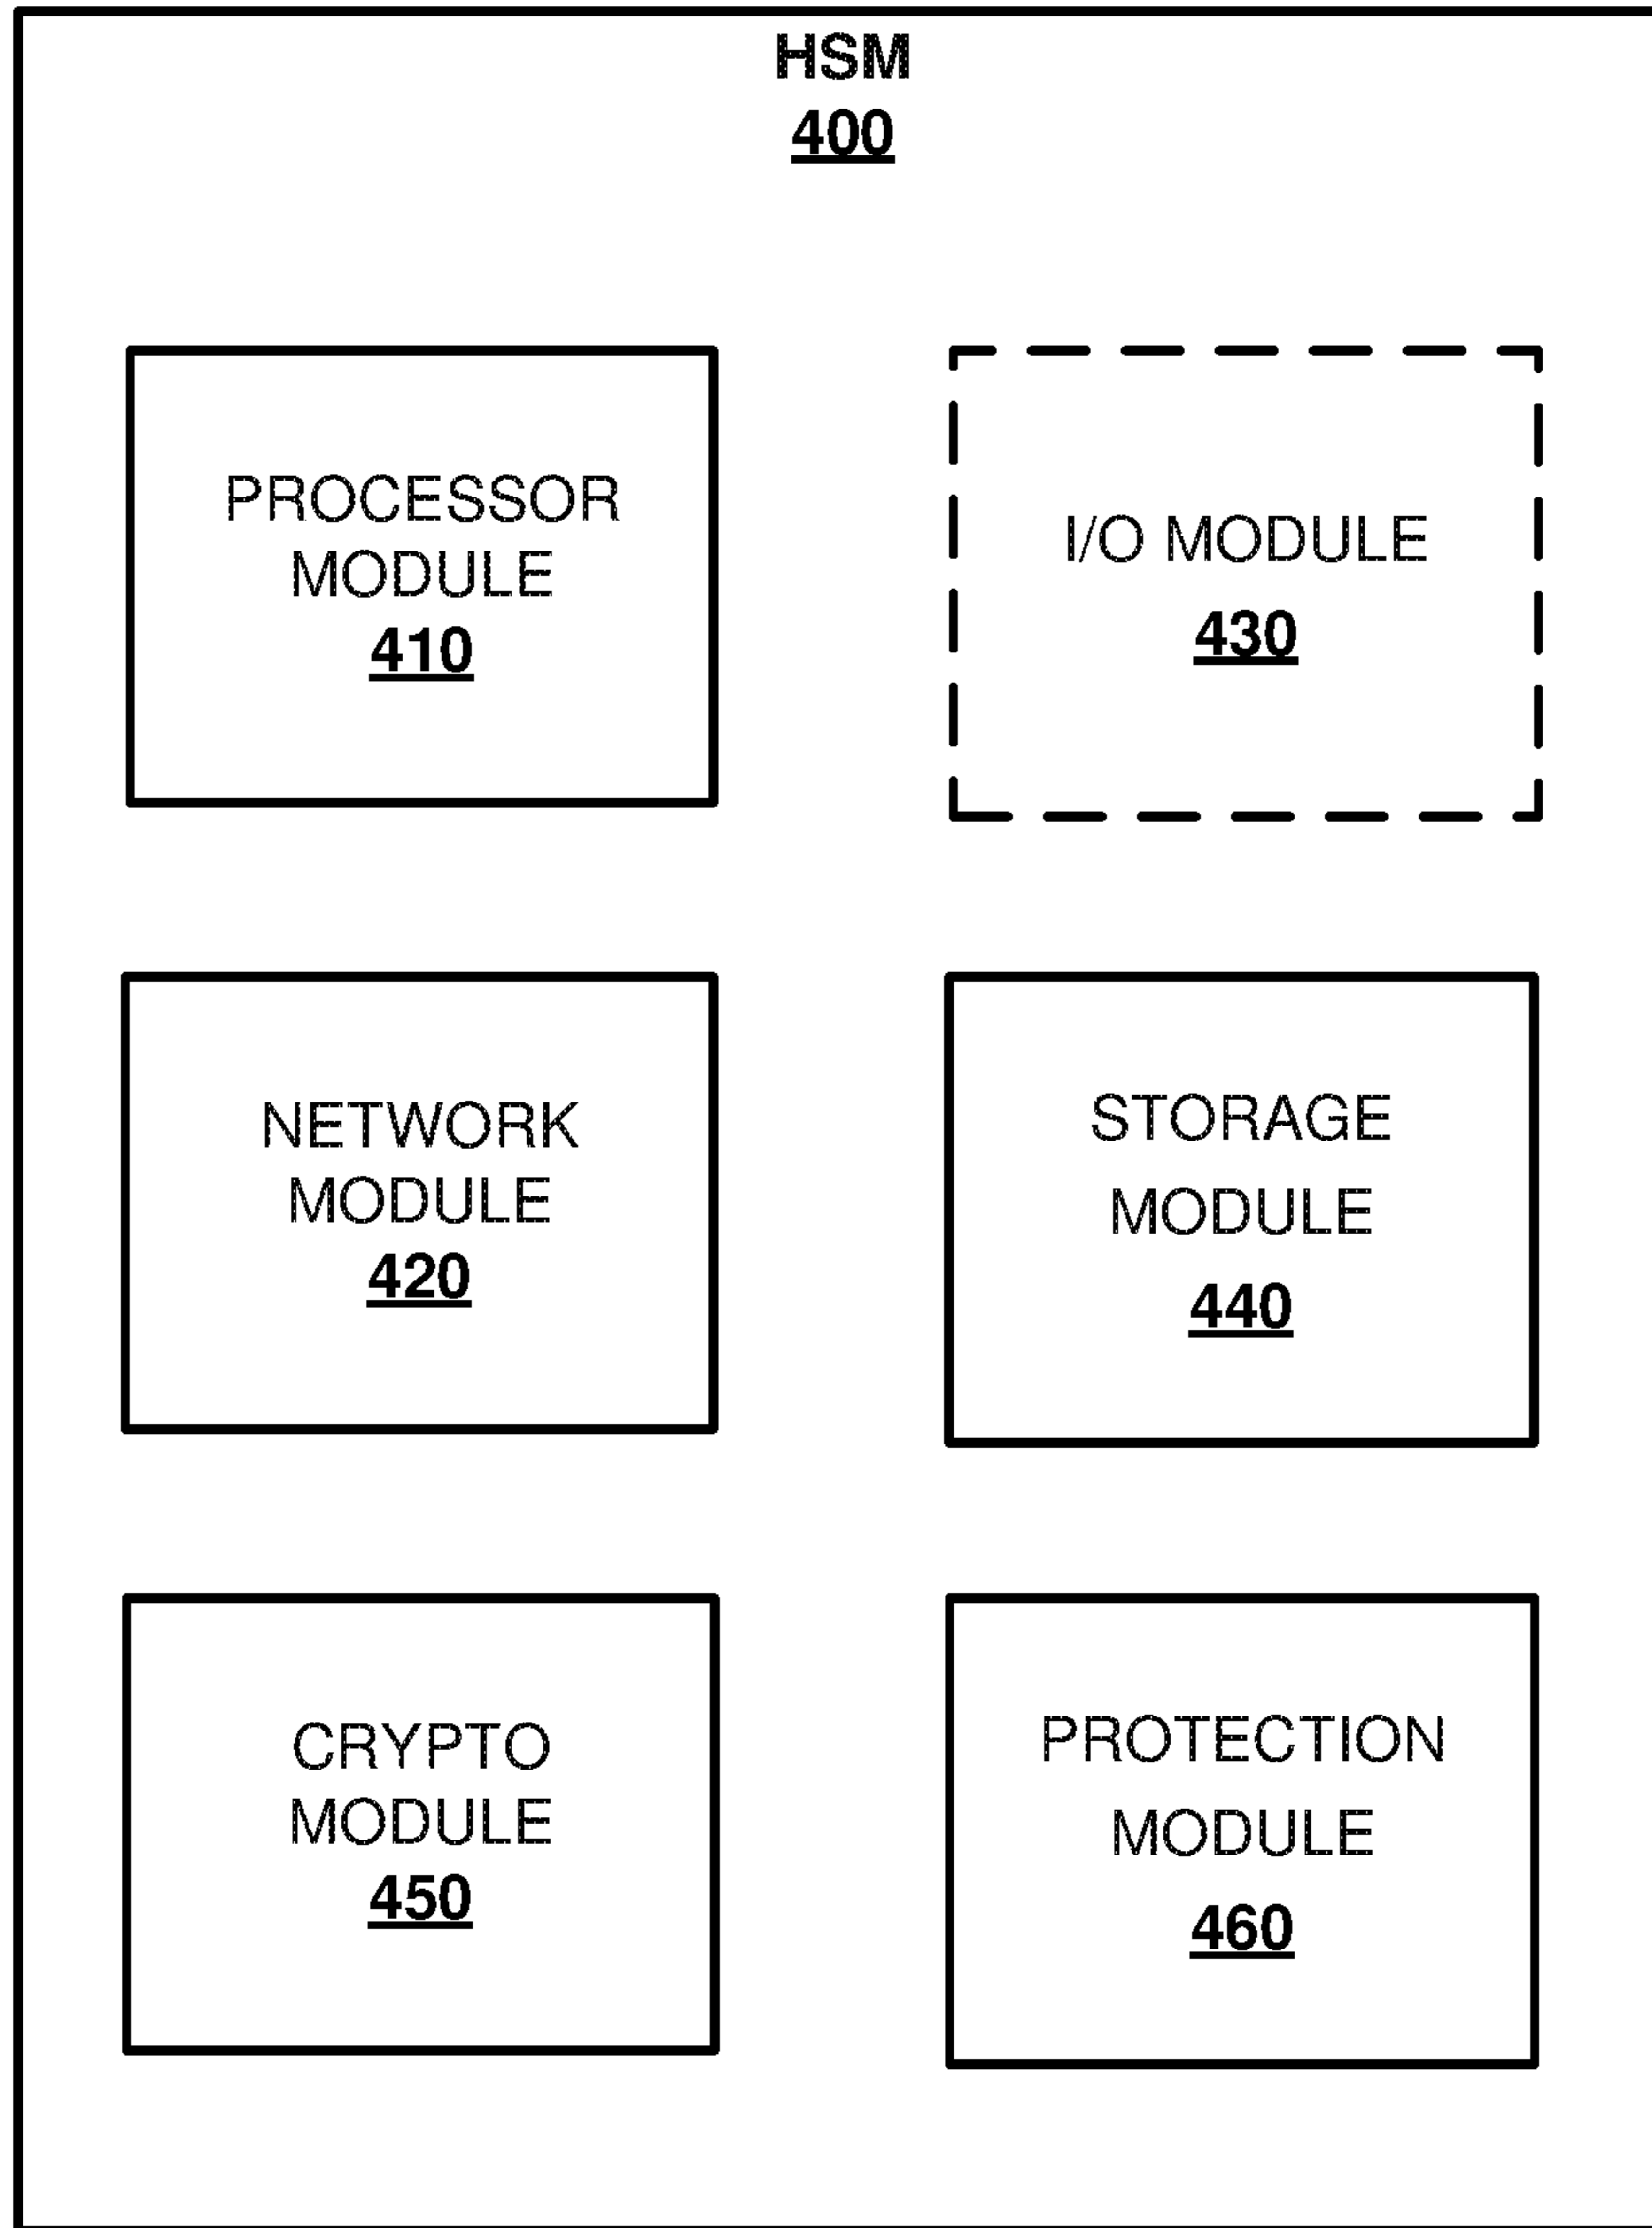 HSM
400
PROCESSOR
MODULE
410
I/O MODULE
430
NETWORK
MODULE
420
STORAGE
MODULE
440
CRYPTO
MODULE
450
PROTECTION
MODULE
460